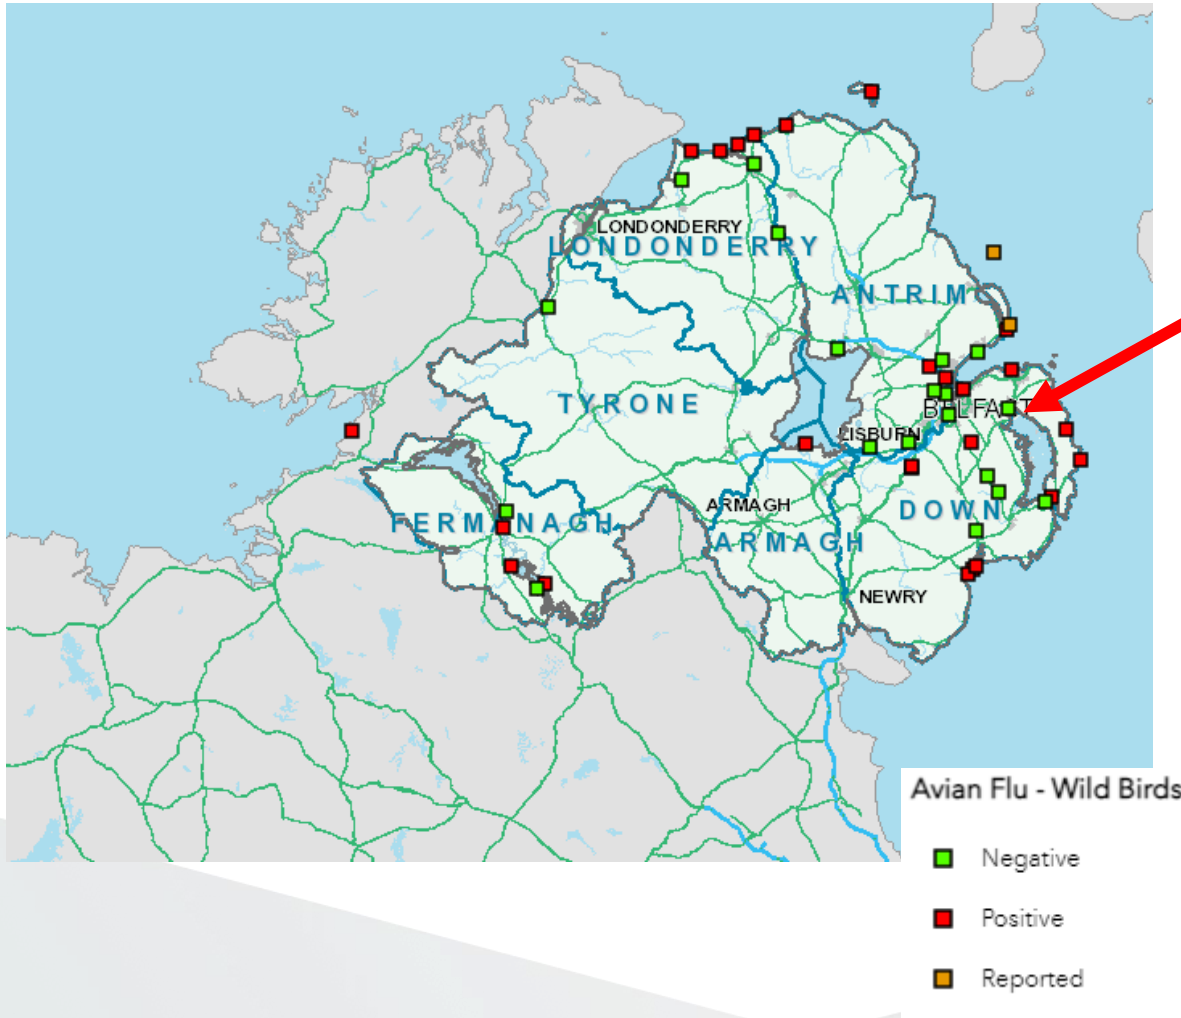 LONDONDERRY
LONDONDERRY
ANTRIM
TYRONE
BELFAST
LISBURN
ARMAGH
FERMANAGH
DOWN
ARMAGH
NEWRY
Avian Flu - Wild Birds
Negative
Positive
Reported